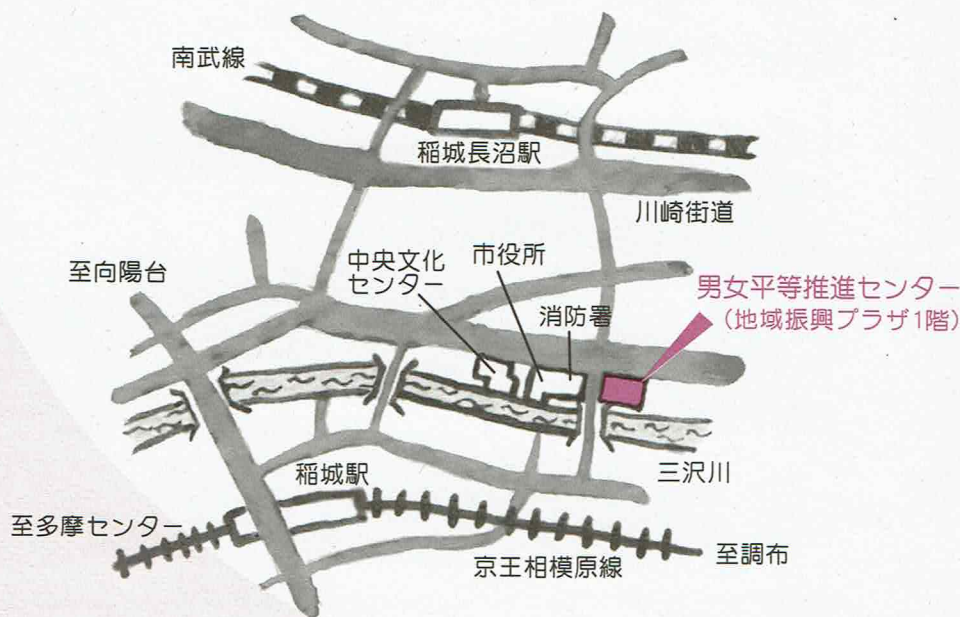 南武線
稲城長沼駅
川崎街道
至向陽台
中央文化
センター
市役所
消防署
男女平等推進センター
(地域振興プラザ1階)
三沢川
稲城駅
至多摩センター
京王相模原線
至調布